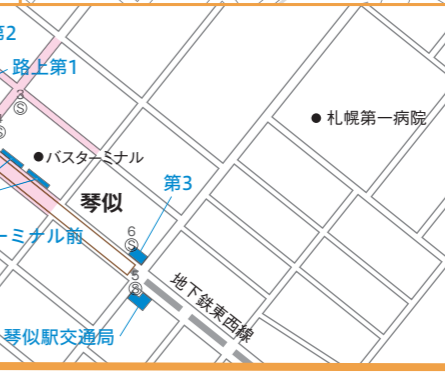 第2
路上第1
3
Ⓢ
Ⓢ
バスターミナル
札幌第一病院
第3
琴似
ーミナル前
6
Ⓢ
5
Ⓢ
地下鉄東西線
琴似駅交通局